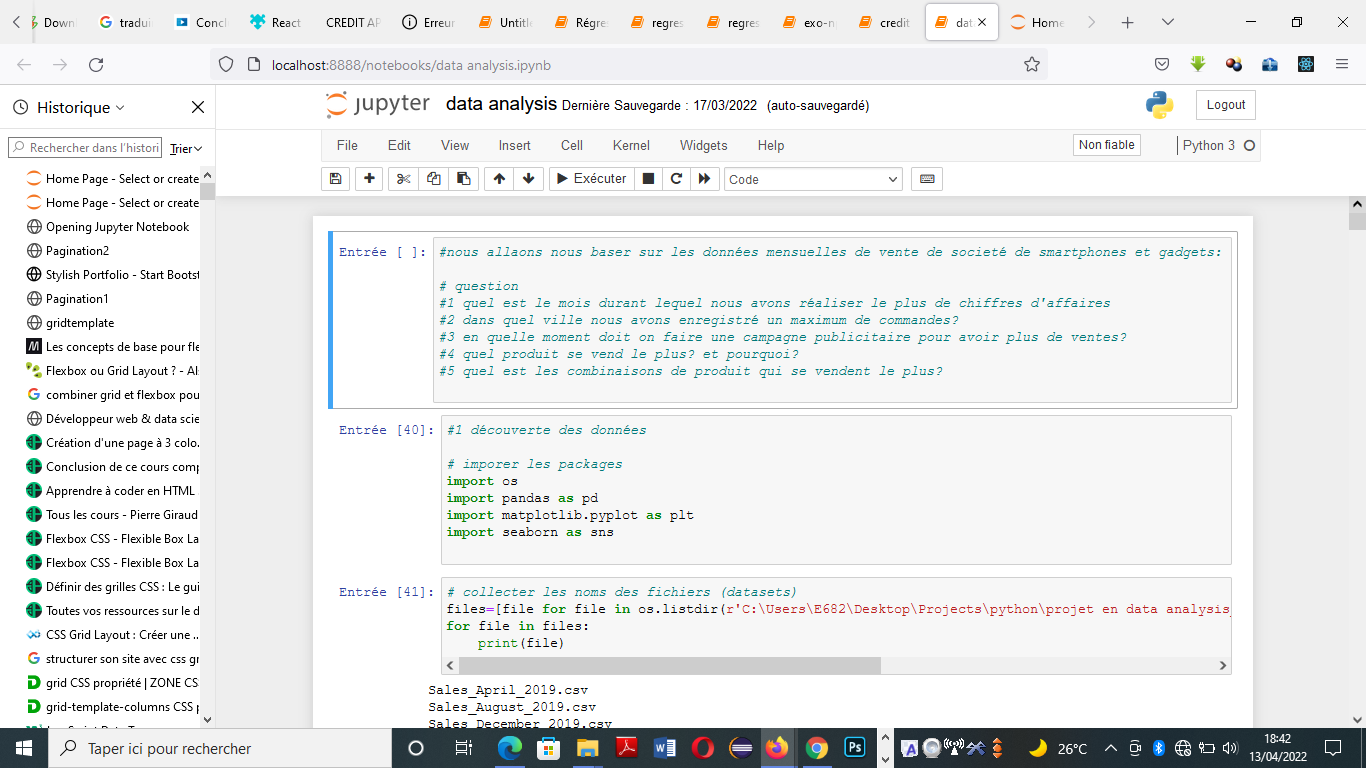 Down
traduir
Concl
React
CREDIT AP
Erreur
Untitle
Régres
regres
regres
exo-n
credit
dat
Home
localhost:8888/notebooks/data analysis.ipynb
Historique
Rechercher dans l'histori
Trier
Home Page - Select or create
Home Page - Select or create
Opening Jupyter Notebook
Pagination2
Stylish Portfolio - Start Bootst
Pagination1
gridtemplate
Les concepts de base pour fle
Flexbox ou Grid Layout ? - Al
combiner grid et flexbox pou
Développeur web & data scie
Création d'une page à 3 colo.
Conclusion de ce cours comp
Apprendre à coder en HTML
Tous les cours - Pierre Giraud
Flexbox CSS - Flexible Box La
Flexbox CSS - Flexible Box La
Définir des grilles CSS : Le gui
Toutes vos ressources sur le d
CSS Grid Layout : Créer une ..
structurer son site avec css gr
grid CSS propriété | ZONE CS
grid-template-columns CSS p
jupyter data analysis Dernière Sauvegarde : 17/03/2022 (auto-sauvegardé)
Logout
File Edit View Insert Cell Kernel Widgets Help
Non fiable
Python 3
Exécuter
Code
Entrée [ ]:
#nous allaons nous baser sur les données mensuelles de vente de societé de smartphones et gadgets:
# question
#1 quel est le mois durant lequel nous avons réaliser le plus de chiffres d'affaires
#2 dans quel ville nous avons enregistré un maximum de commandes?
#3 en quelle moment doit on faire une campagne publicitaire pour avoir plus de ventes?
#4 quel produit se vend le plus? et pourquoi?
#5 quel est les combinaisons de produit qui se vendent le plus?
Entrée [40]:
#1 découverte des données
# imporer les packages
import os
import pandas as pd
import matplotlib.pyplot as plt
import seaborn as sns
Entrée [41]:
# collecter les noms des fichiers (datasets)
files=[file for file in os.listdir(r'C:\Users\E682\Desktop\Projects\python\projet en data analysis
for file in files:
print(file)
Sales_April_2019.csv
Sales_August_2019.csv
Sales_December_2019.csv
Taper ici pour rechercher
26°C
18:42
13/04/2022